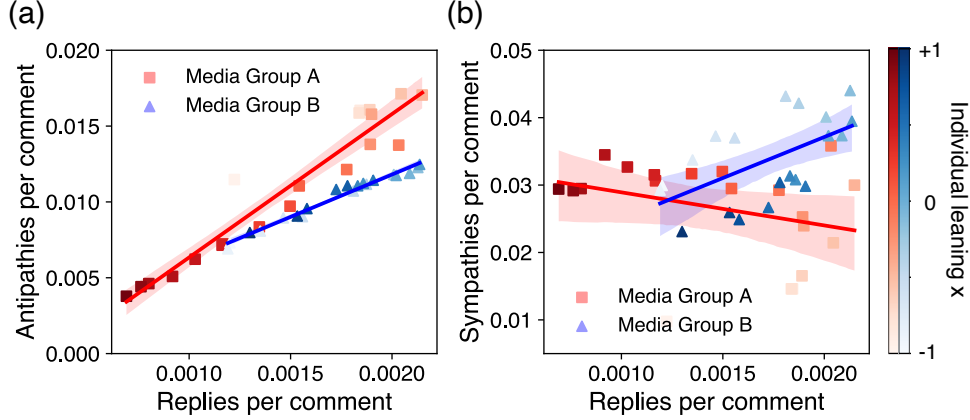 (a)
Antipathies per comment
0.020
0.015
0.010
0.005
0.000
Media Group A
Media Group B
0.0010
0.0015
0.0020
Replies per comment
(b)
Sympathies per comment
0.05
0.04
0.03
0.02
0.01
Media Group A
Media Group B
0.0010
0.0015
0.0020
Replies per comment
+1
0
-1
Individual leaning x